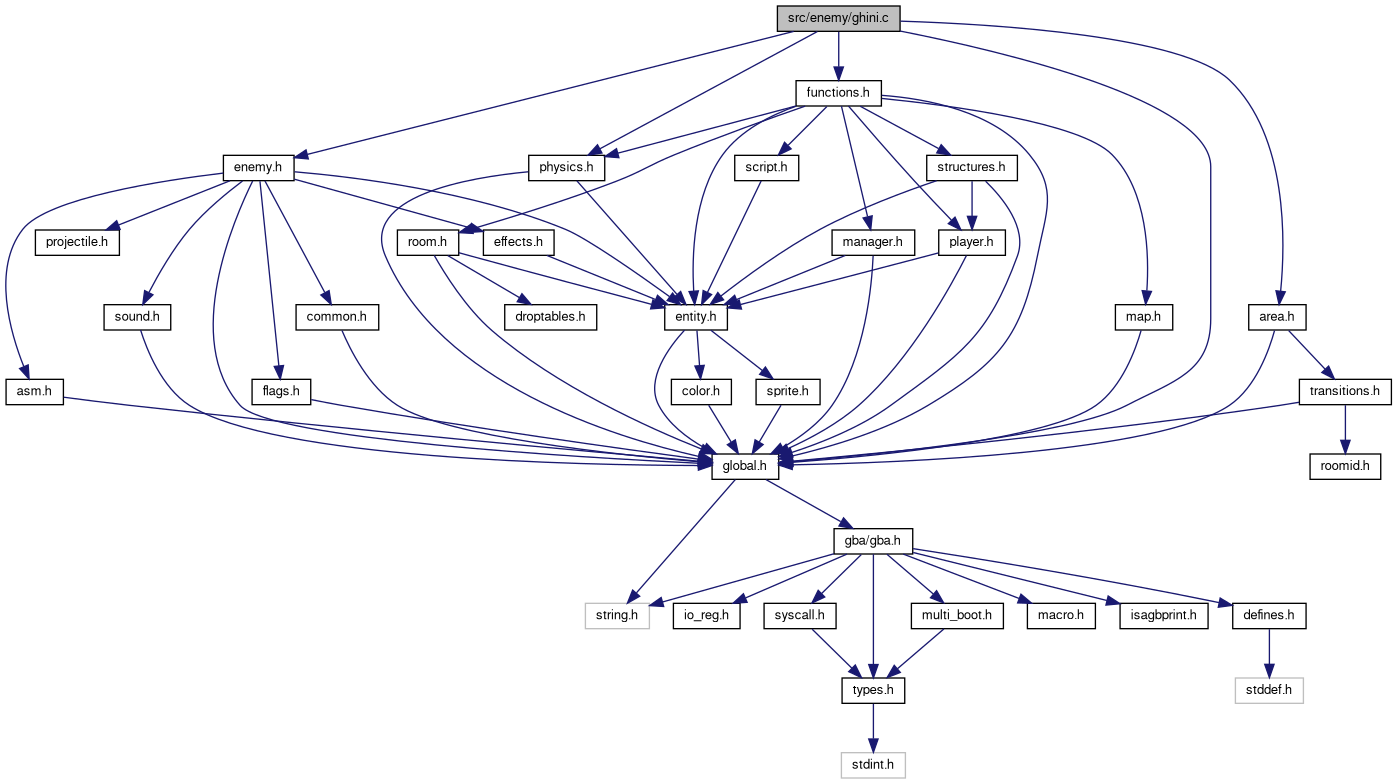 src/enemy/ghini.c
functions.h
enemy.h
physics.h
script.h
structures.h
projectile.h
room.h
effects.h
manager.h
player.h
sound.h
common.h
droptables.h
entity.h
map.h
area.h
asm.h
flags.h
color.h
sprite.h
transitions.h
global.h
roomid.h
gba/gba.h
string.h
io_reg.h
syscall.h
multi_boot.h
macro.h
isagbprint.h
defines.h
types.h
stddef.h
stdint.h